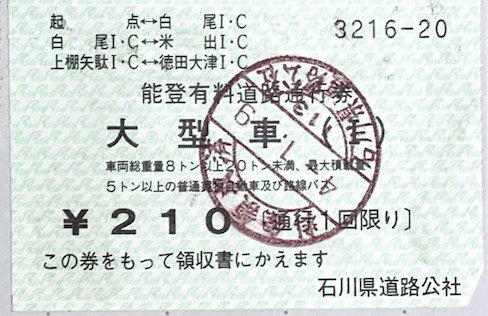 起　点↔白　尾I・C
白　尾I・C↔米　出I・C
上棚矢駄I・C↔徳田大津I・C
3216-20
能登有料道路通行券
大型車(1)
車両総重量8トン以上20トン未満、最大積載量
5トン以上の普通貨物自動車及び路線バス
￥210〔通行1回限り〕
この券をもって領収書にかえます
石川県道路公社